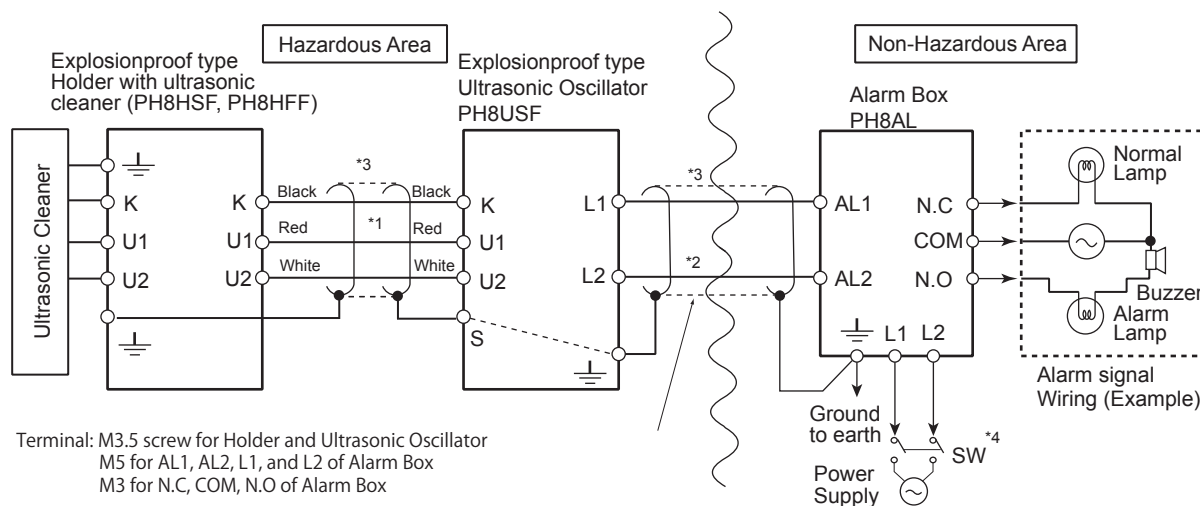 Hazardous Area
Non-Hazardous Area
Explosionproof type
Holder with ultrasonic
cleaner (PH8HSF, PH8HFF)
Explosionproof type
Ultrasonic Oscillator
PH8USF
Alarm Box
PH8AL
Ultrasonic Cleaner
K
U1
U2
K
U1
U2
Black
Red
White
*3
*1
Black
Red
White
K
U1
U2
S
L1
L2
*3
*2
AL1
AL2
N.C
COM
N.O
L1
L2
Normal
Lamp
Buzzer
Alarm
Lamp
Alarm signal
Wiring (Example)
Ground
to earth
SW*4
Power
Supply
Terminal: M3.5 screw for Holder and Ultrasonic Oscillator
M5 for AL1, AL2, L1, and L2 of Alarm Box
M3 for N.C, COM, N.O of Alarm Box